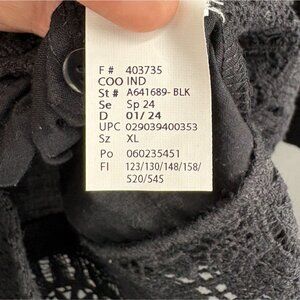 F # 403735
COO IND
St # A641689- BLK
Se Sp 24
D 01/ 24
UPC 029039400353
Sz XL
Po 060235451
FI 123/130/148/158/
520/545